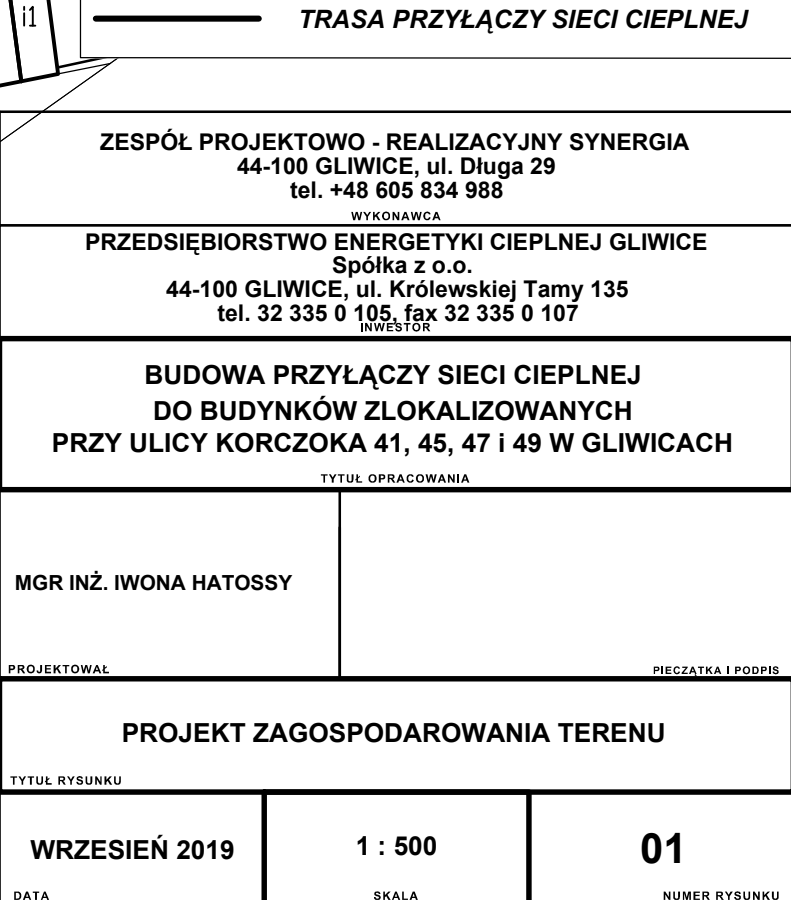 i1
TRASA PRZYŁĄCZY SIECI CIEPLNEJ
ZESPÓŁ PROJEKTOWO - REALIZACYJNY SYNERGIA
44-100 GLIWICE, ul. Długa 29
tel. +48 605 834 988
WYKONAWCA
PRZEDSIĘBIORSTWO ENERGETYKI CIEPLNEJ GLIWICE
Spółka z o.o.
44-100 GLIWICE, ul. Królewskiej Tamy 135
tel. 32 335 0 105, fax 32 335 0 107
INWESTOR
BUDOWA PRZYŁĄCZY SIECI CIEPLNEJ
DO BUDYNKÓW ZLOKALIZOWANYCH
PRZY ULICY KORCZOKA 41, 45, 47 i 49 W GLIWICACH
TYTUŁ OPRACOWANIA
MGR INŻ. IWONA HATOSSY
PROJEKTOWAŁ
PIECZĄTKA I PODPIS
PROJEKT ZAGOSPODAROWANIA TERENU
TYTUŁ RYSUNKU
WRZESIEŃ 2019
DATA
1 : 500
SKALA
01
NUMER RYSUNKU